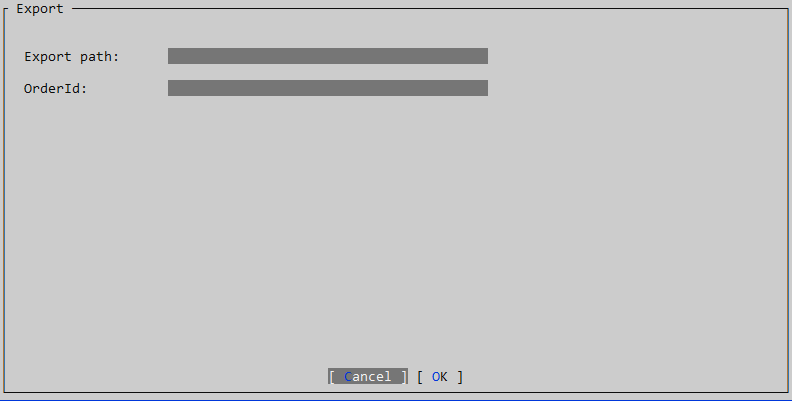 Export
Export path:
OrderId:
[ Cancel ] [ OK ]